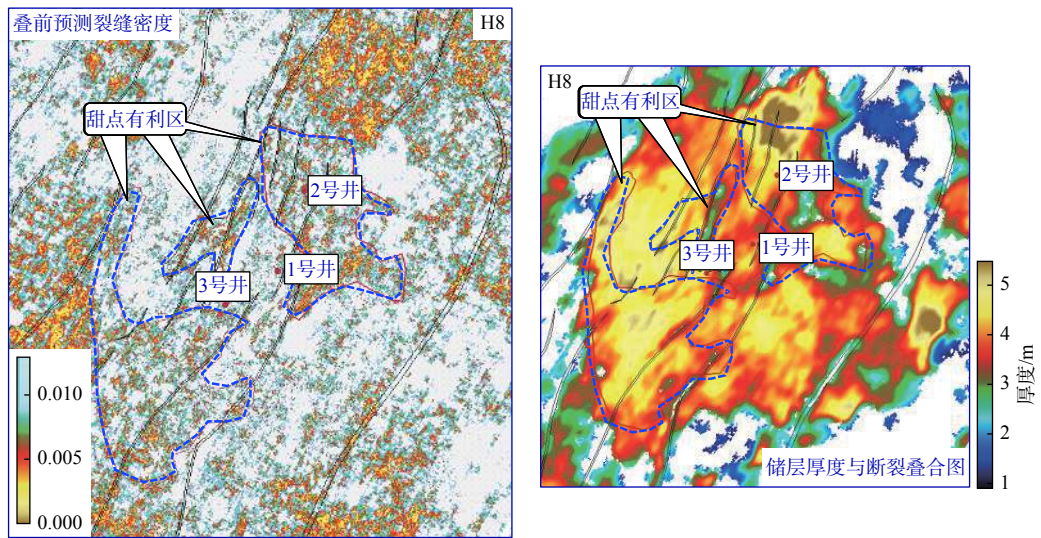 叠前预测裂缝密度
H8
甜点有利区
2号井
1号井
3号井
0.010
0.005
0.000
H8
甜点有利区
2号井
1号井
3号井
储层厚度与断裂叠合图
5
4
3
2
1
厚度/m